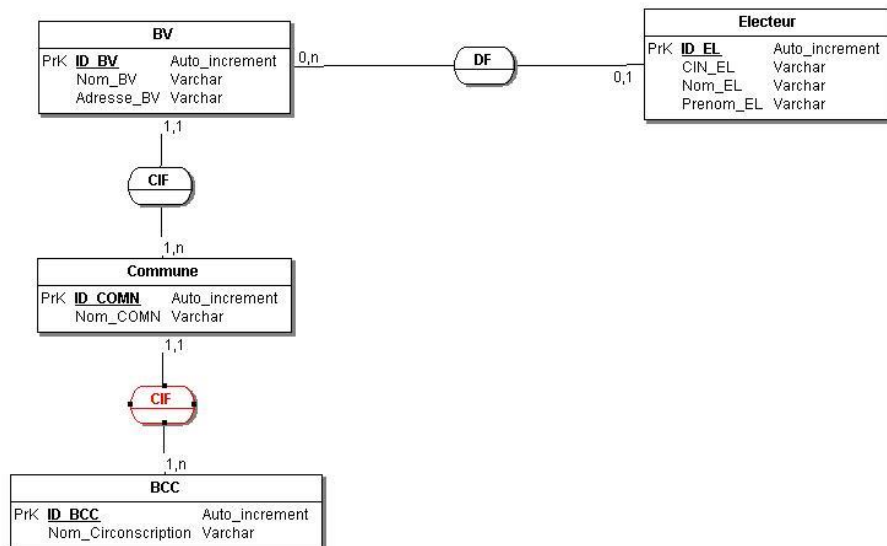 BV
PrK ID_BV Auto_increment
Nom_BV Varchar
Adresse_BV Varchar
0,n
DF
0,1
Electeur
PrK ID_EL Auto_increment
CIN_EL Varchar
Nom_EL Varchar
Prenom_EL Varchar
1,1
CIF
1,n
Commune
PrK ID_COMN Auto_increment
Nom_COMN Varchar
1,1
CIF
1,n
BCC
PrK ID_BCC Auto_increment
Nom_Circonscription Varchar